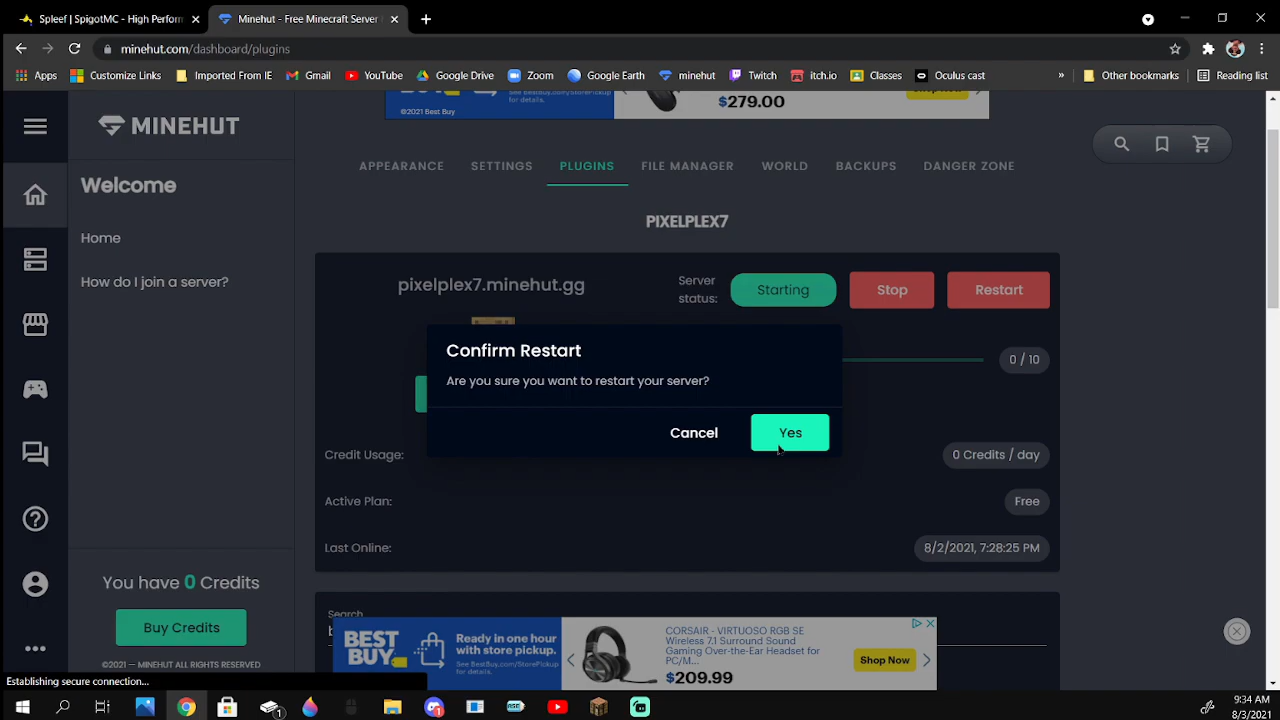 Spleef | SpigotMC - High Perform
Minehut - Free Minecraft Server
minehut.com/dashboard/plugins
Apps
Customize Links
Imported From IE
Gmail
YouTube
Google Drive
Zoom
Google Earth
minehut
Twitch
itch.io
Classes
Oculus cast
»
Other bookmarks
Reading list
for details.
©2021 Best Buy
$279.00
MINEHUT
APPEARANCE
SETTINGS
PLUGINS
FILE MANAGER
WORLD
BACKUPS
DANGER ZONE
Welcome
Home
How do I join a server?
PIXELPLEX7
pixelplex7.minehut.gg
Server
status:
Starting
Stop
Restart
0 / 10
Confirm Restart
Are you sure you want to restart your server?
Cancel
Yes
Credit Usage:
0 Credits / day
Active Plan:
Free
Last Online:
8/2/2021, 7:28:25 PM
You have 0 Credits
Buy Credits
©2021 — MINEHUT ALL RIGHTS RESERVED
Search
BEST
BUY
Ready in one hour
with store pickup.
See BestBuy.com/StorePickup
for details.
CORSAIR - VIRTUOSO RGB SE
Wireless 7.1 Surround Sound
Gaming Over-the-Ear Headset for
PC/M...
$209.99
Shop Now
Establishing secure connection...
9:34 AM
8/3/2021